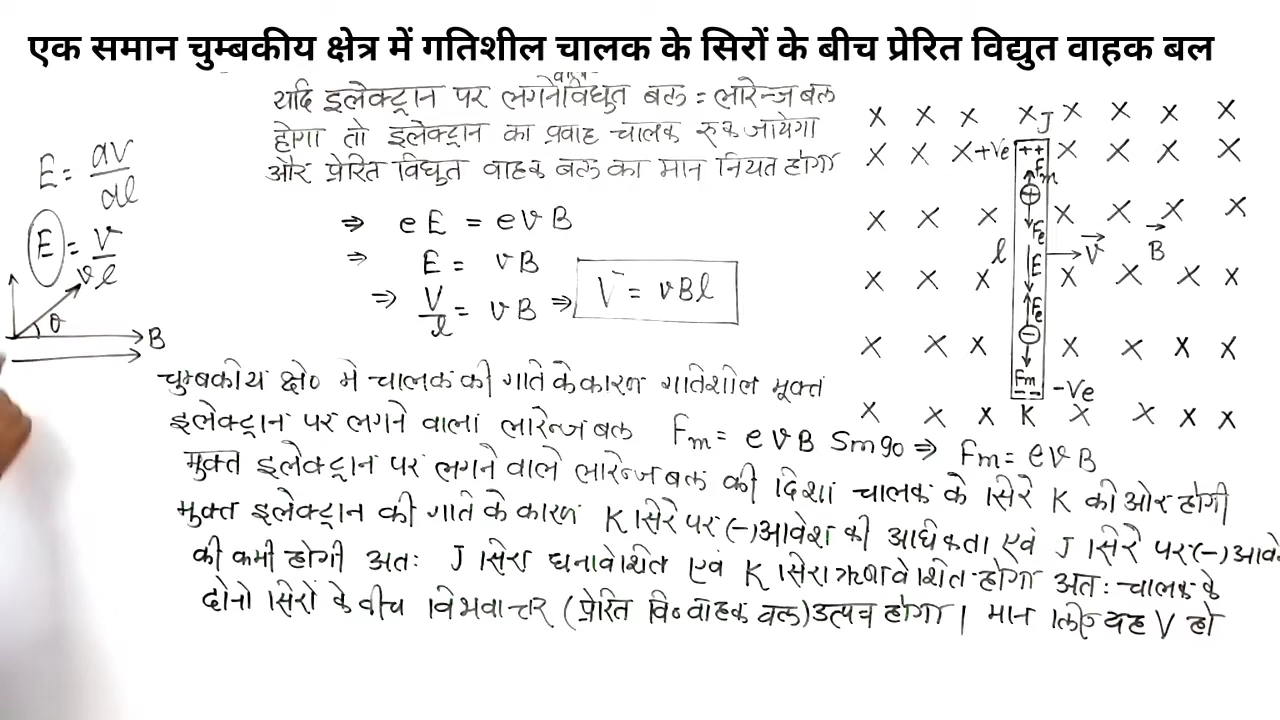 एक समान चुम्बकीय क्षेत्र में गतिशील चालक के सिरों के बीच प्रेरित विद्युत वाहक बल
यदि इलेक्ट्रान पर लगने वाले विद्युत बल = लारेन्ज बल
होगा तो इलेक्ट्रान का प्रवाह चालक रुक जायेगा
और प्रेरित विद्युत वाहक बल का मान नियत होगा
E = dv/dl
E = V/l
v
θ
B
⇒ eE = evB
⇒ E = vB
⇒ V/l = vB ⇒ V = vBl
X X X X J X X X X
X X X +Ve ++ X X X X
Fm
+
X X X Fe X X X X
l E V B
X X X X X X X
Fe
−
X X X X X X X
Fm −Ve
X X X K X X X X
चुम्बकीय क्षे० मे चालक की गति के कारण गतिशील मुक्त
इलेक्ट्रान पर लगने वाला लारेन्ज बल Fm = evB Sin90 ⇒ Fm = evB
मुक्त इलेक्ट्रान पर लगने वाले लारेन्ज बल की दिशा चालक के सिरे K की ओर होगी
मुक्त इलेक्ट्रान की गति के कारण K सिरे पर (−) आवेश की अधिकता एवं J सिरे पर (−) आवे
की कमी होगी अतः J सिरा धनावेशित एवं K सिरा ऋणावेशित होगा अतः चालक के
दोनो सिरों के बीच विभवान्तर (प्रेरित वि० वाहक बल) उत्पन्न होगा। मान लि० यह V हो